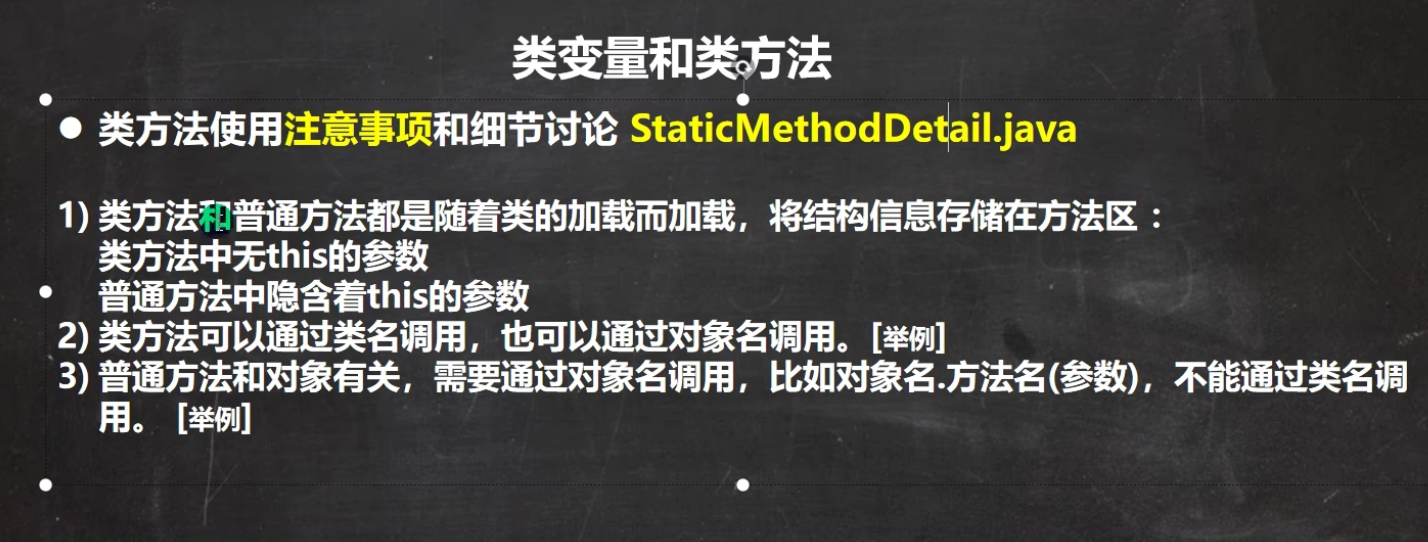 类变量和类方法
● 类方法使用注意事项和细节讨论 StaticMethodDetail.java
1) 类方法和普通方法都是随着类的加载而加载，将结构信息存储在方法区：
类方法中无this的参数
普通方法中隐含着this的参数
2) 类方法可以通过类名调用，也可以通过对象名调用。[举例]
3) 普通方法和对象有关，需要通过对象名调用，比如对象名.方法名(参数)，不能通过类名调
用。 [举例]